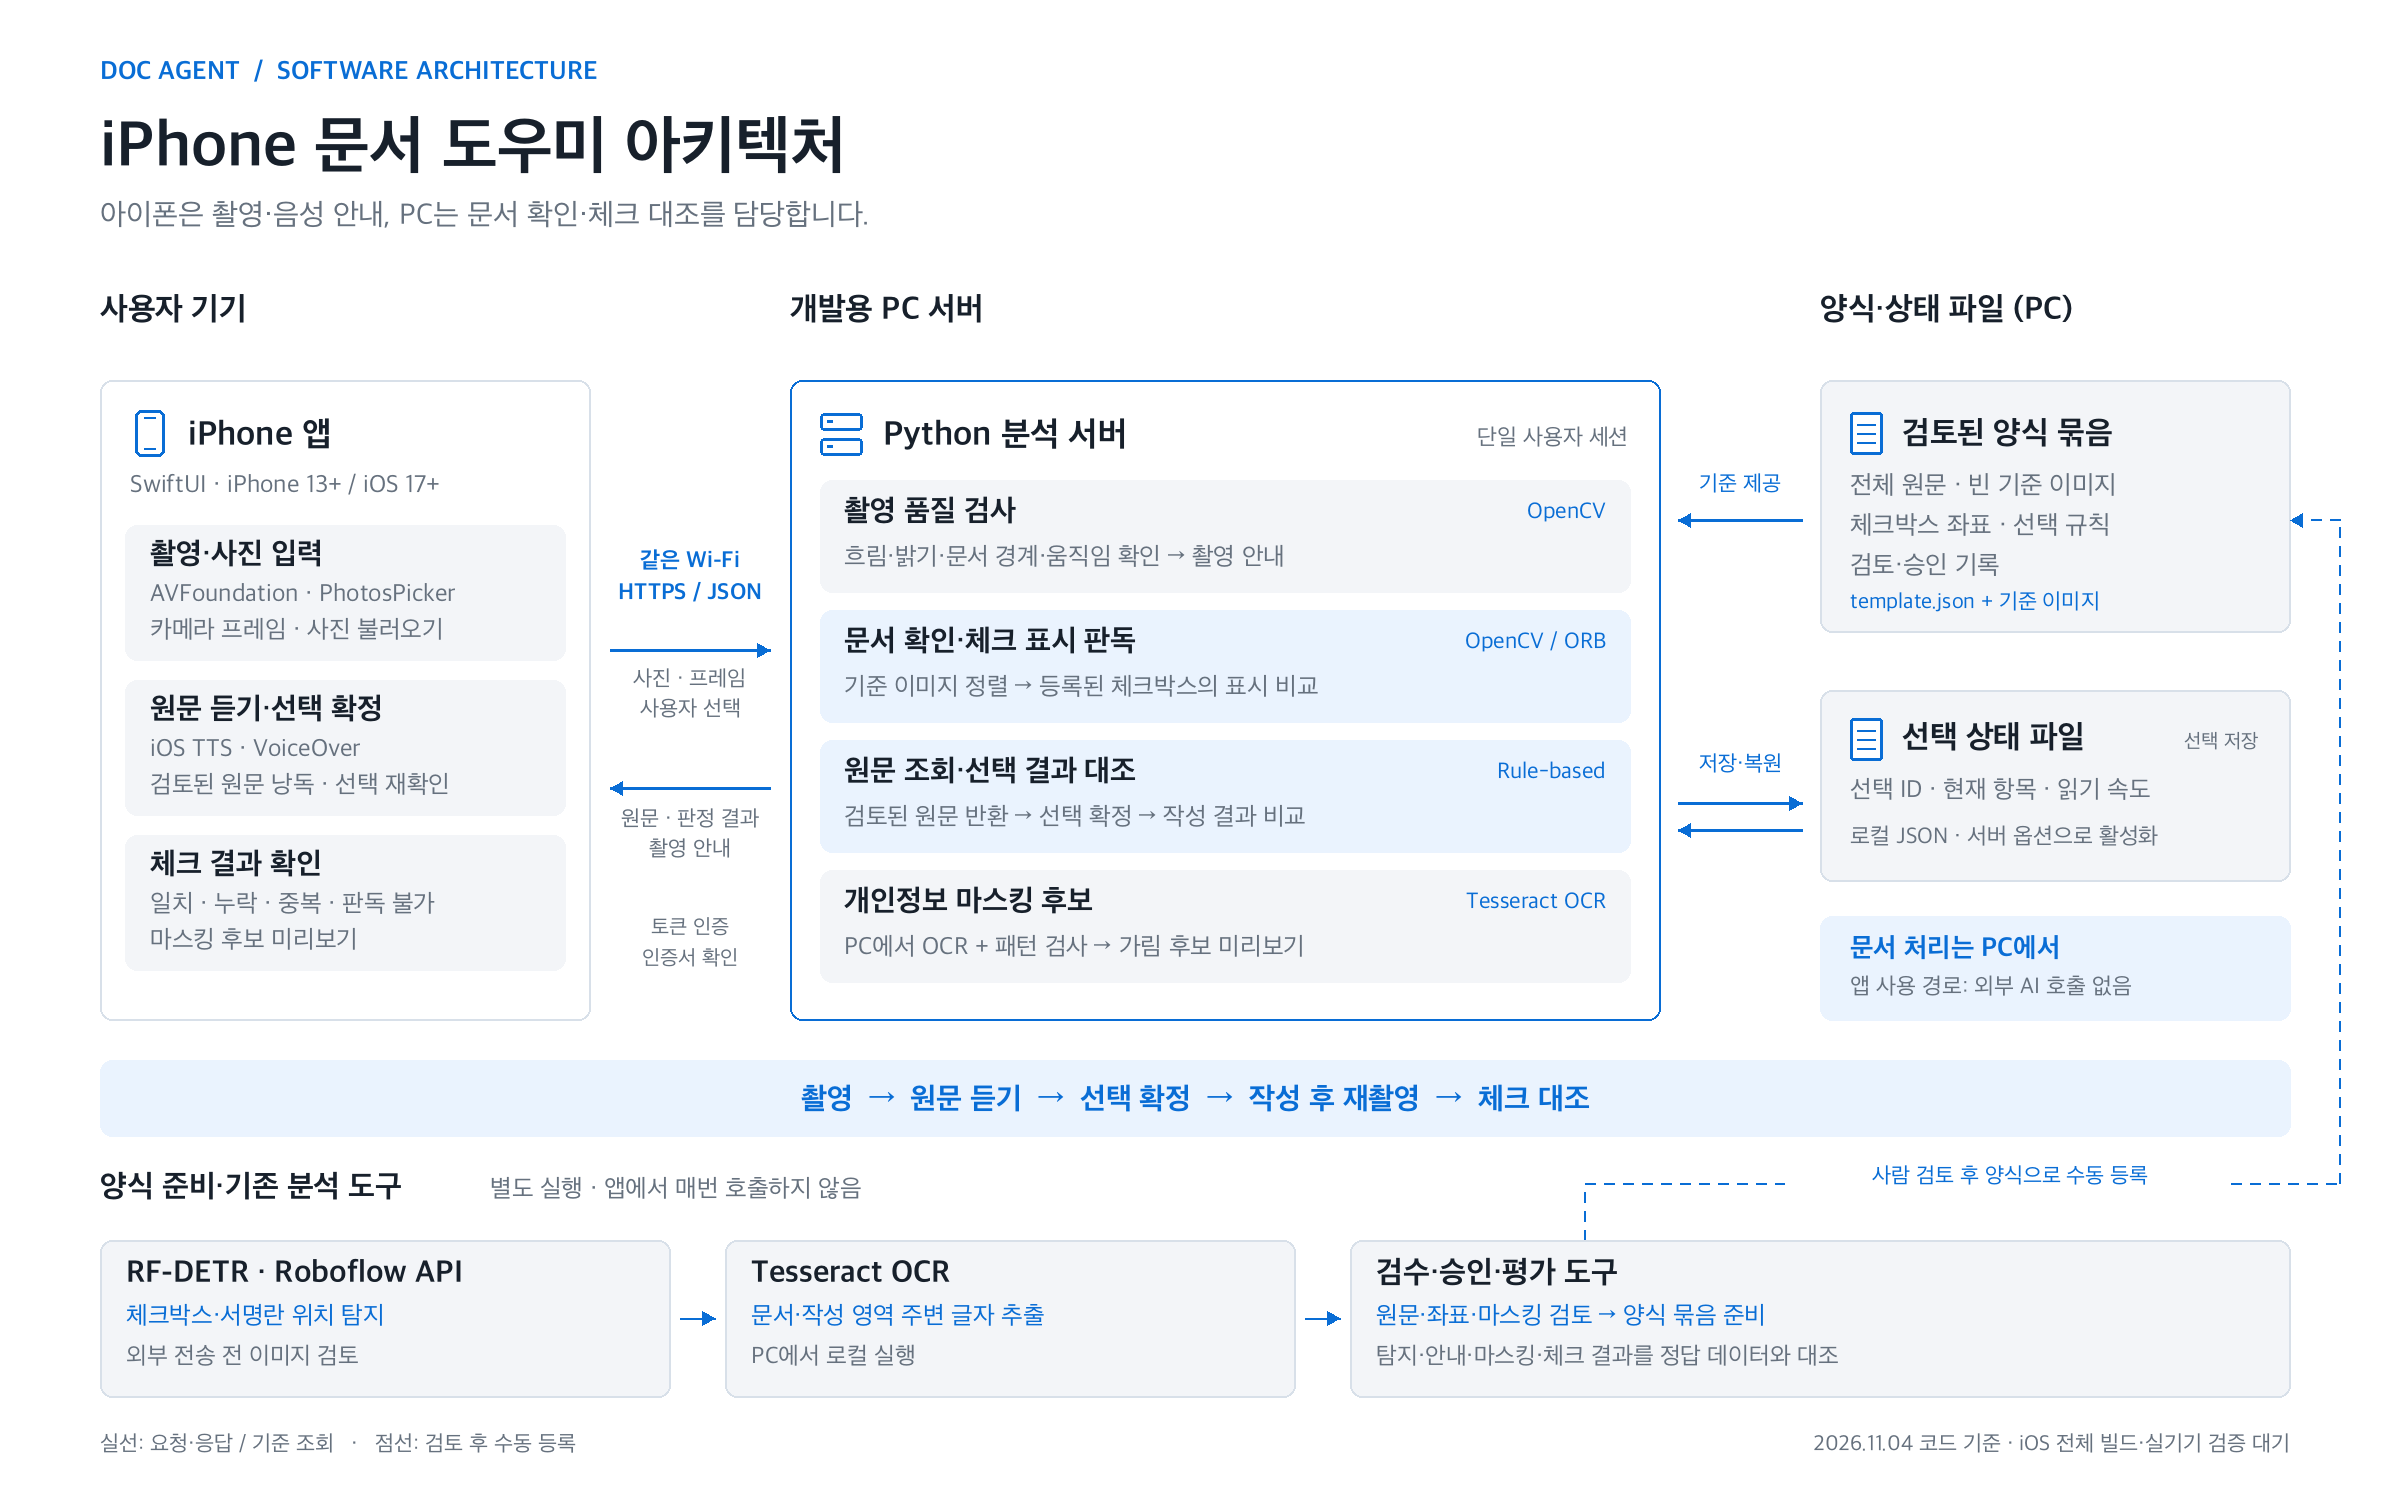 DOC AGENT / SOFTWARE ARCHITECTURE
iPhone 문서 도우미 아키텍처
아이폰은 촬영·음성 안내, PC는 문서 확인·체크 대조를 담당합니다.
사용자 기기
iPhone 앱
SwiftUI · iPhone 13+ / iOS 17+
촬영·사진 입력
AVFoundation · PhotosPicker
카메라 프레임 · 사진 불러오기
원문 듣기·선택 확정
iOS TTS · VoiceOver
검토된 원문 낭독 · 선택 재확인
체크 결과 확인
일치 · 누락 · 중복 · 판독 불가
마스킹 후보 미리보기
같은 Wi-Fi
HTTPS / JSON
사진 · 프레임
사용자 선택
원문 · 판정 결과
촬영 안내
토큰 인증
인증서 확인
개발용 PC 서버
Python 분석 서버
단일 사용자 세션
촬영 품질 검사
OpenCV
흐림·밝기·문서 경계·움직임 확인 → 촬영 안내
문서 확인·체크 표시 판독
OpenCV / ORB
기준 이미지 정렬 → 등록된 체크박스의 표시 비교
원문 조회·선택 결과 대조
Rule-based
검토된 원문 반환 → 선택 확정 → 작성 결과 비교
개인정보 마스킹 후보
Tesseract OCR
PC에서 OCR + 패턴 검사 → 가림 후보 미리보기
기준 제공
저장·복원
양식·상태 파일 (PC)
검토된 양식 묶음
전체 원문 · 빈 기준 이미지
체크박스 좌표 · 선택 규칙
검토·승인 기록
template.json + 기준 이미지
선택 상태 파일
선택 저장
선택 ID · 현재 항목 · 읽기 속도
로컬 JSON · 서버 옵션으로 활성화
문서 처리는 PC에서
앱 사용 경로: 외부 AI 호출 없음
촬영 → 원문 듣기 → 선택 확정 → 작성 후 재촬영 → 체크 대조
양식 준비·기존 분석 도구
별도 실행 · 앱에서 매번 호출하지 않음
사람 검토 후 양식으로 수동 등록
RF-DETR · Roboflow API
체크박스·서명란 위치 탐지
외부 전송 전 이미지 검토
Tesseract OCR
문서·작성 영역 주변 글자 추출
PC에서 로컬 실행
검수·승인·평가 도구
원문·좌표·마스킹 검토 → 양식 묶음 준비
탐지·안내·마스킹·체크 결과를 정답 데이터와 대조
실선: 요청·응답 / 기준 조회 · 점선: 검토 후 수동 등록
2026.11.04 코드 기준 · iOS 전체 빌드·실기기 검증 대기